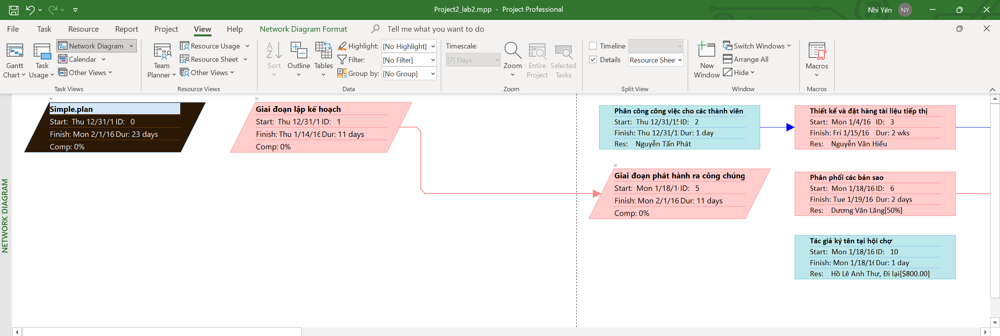 Project2_lab2.mpp - Project Professional
Nhi Yến NY
File Task Resource Report Project View Help Network Diagram Format Tell me what you want to do
Gantt Chart
Task Usage
Network Diagram
Calendar
Other Views
Task Views
Team Planner
Resource Usage
Resource Sheet
Other Views
Resource Views
Sort
Outline
Tables
Highlight: [No Highlight]
Filter: [No Filter]
Group by: [No Group]
Data
Timescale:
[7] Days
Zoom
Entire Project
Selected Tasks
Zoom
Timeline
Details Resource Sheet
Split View
New Window
Switch Windows
Arrange All
Hide
Window
Macros
Macros
NETWORK DIAGRAM
Simple.plan
Start: Thu 12/31/1 ID: 0
Finish: Mon 2/1/16 Dur: 23 days
Comp: 0%
Giai đoạn lập kế hoạch
Start: Thu 12/31/1 ID: 1
Finish: Thu 1/14/16 Dur: 11 days
Comp: 0%
Phân công công việc cho các thành viên
Start: Thu 12/31/15 ID: 2
Finish: Thu 12/31/1 Dur: 1 day
Res: Nguyễn Tấn Phát
Thiết kế và đặt hàng tài liệu tiếp thị
Start: Mon 1/4/16 ID: 3
Finish: Fri 1/15/16 Dur: 2 wks
Res: Nguyễn Văn Hiếu
Giai đoạn phát hành ra công chúng
Start: Mon 1/18/1 ID: 5
Finish: Mon 2/1/16 Dur: 11 days
Comp: 0%
Phân phối các bản sao
Start: Mon 1/18/16 ID: 6
Finish: Tue 1/19/16 Dur: 2 days
Res: Dương Văn Lăng[50%]
Tác giả ký tên tại hội chợ
Start: Mon 1/18/16 ID: 10
Finish: Mon 1/18/16 Dur: 1 day
Res: Hồ Lê Anh Thư, Đi lại[$800.00]